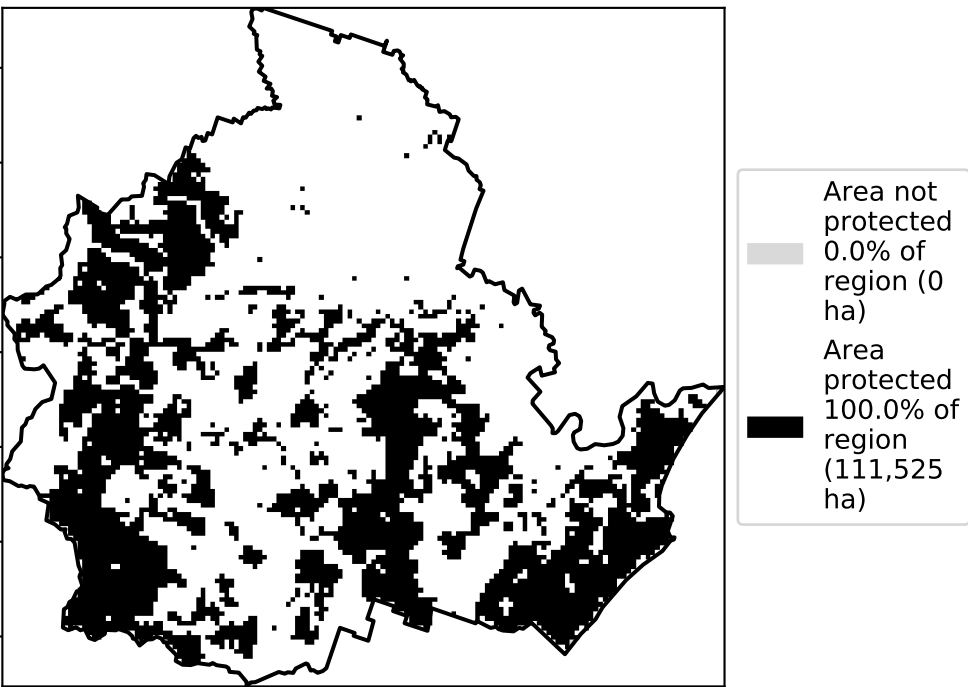 Area not
protected
0.0% of
region (0
ha)
Area
protected
100.0% of
region
(111,525
ha)